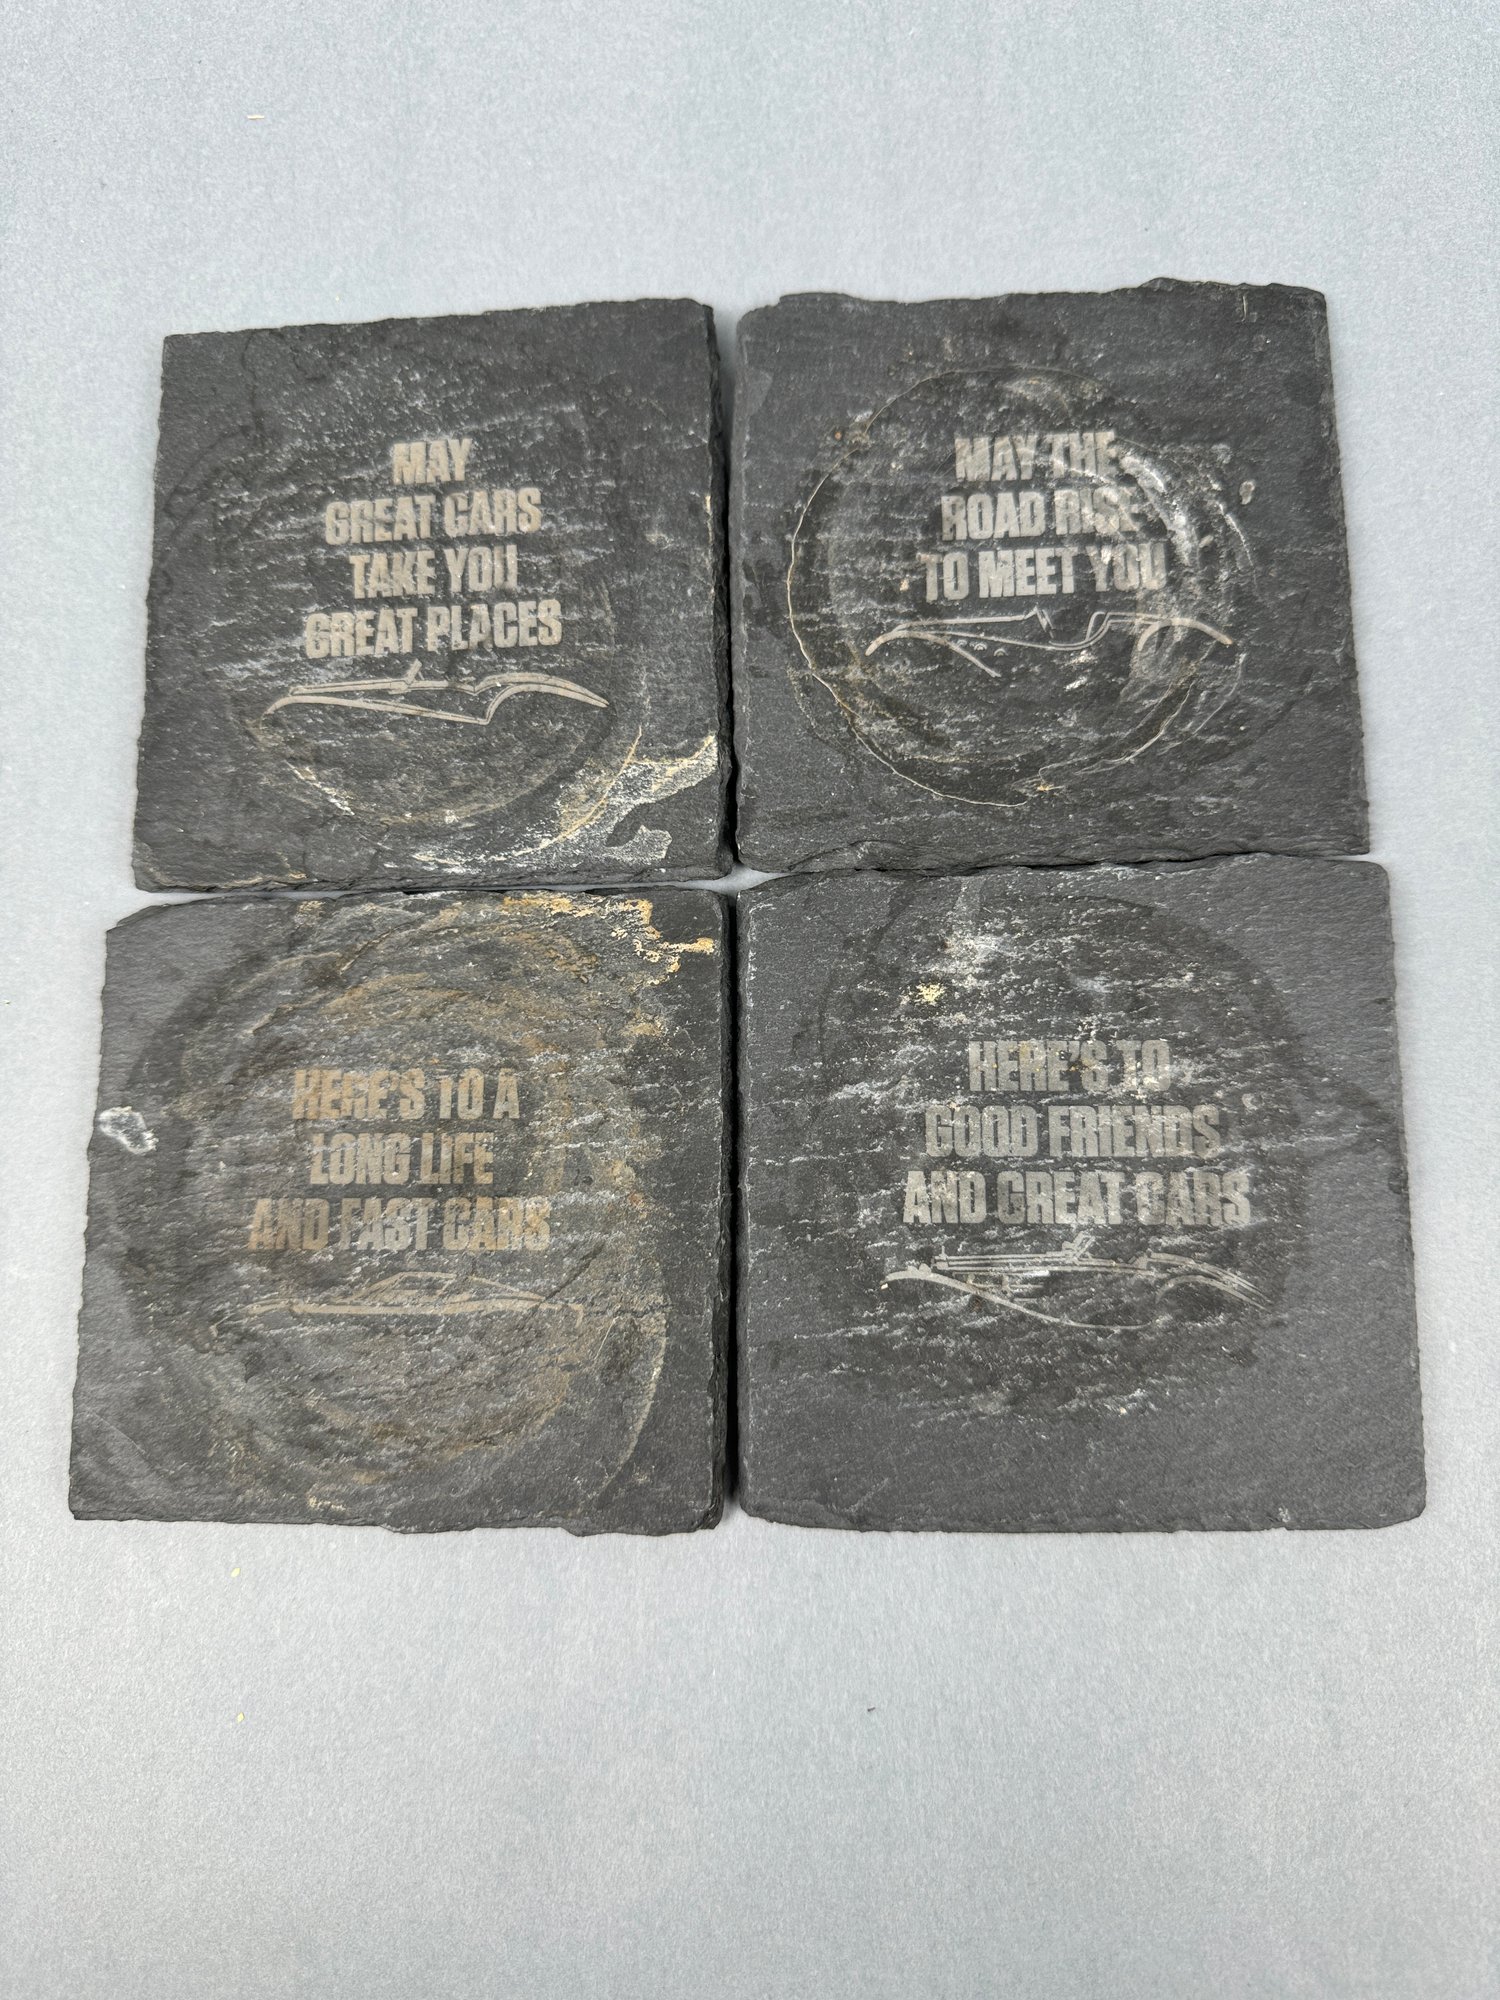 MAY
GREAT CARS
TAKE YOU
GREAT PLACES
MAY THE
ROAD RISE
TO MEET YOU
HERE'S TO A
LONG LIFE
AND FAST CARS
HERE'S TO
GOOD FRIENDS
AND GREAT CARS